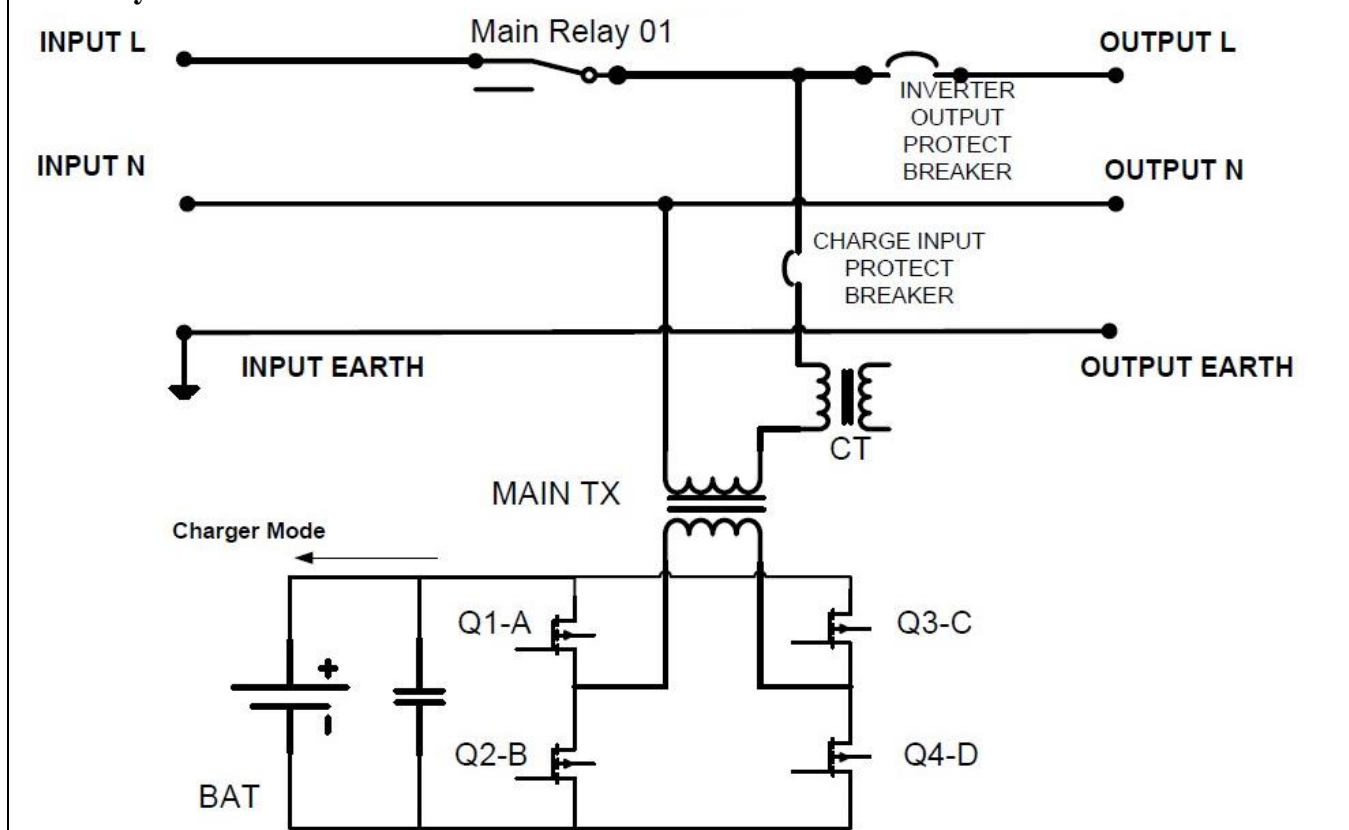 INPUT L
Main Relay 01
OUTPUT L
INVERTER
OUTPUT
PROTECT
BREAKER
INPUT N
OUTPUT N
CHARGE INPUT
PROTECT
BREAKER
INPUT EARTH
OUTPUT EARTH
CT
MAIN TX
Charger Mode
Q1-A
Q3-C
+
-
Q2-B
Q4-D
BAT